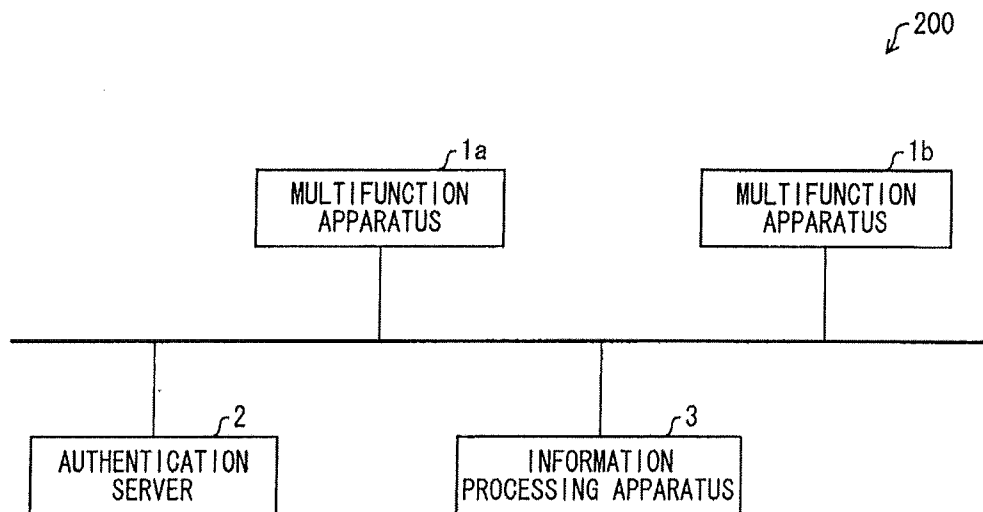 200
1a
MULTIFUNCTION
APPARATUS
1b
MULTIFUNCTION
APPARATUS
2
AUTHENTICATION
SERVER
3
INFORMATION
PROCESSING APPARATUS